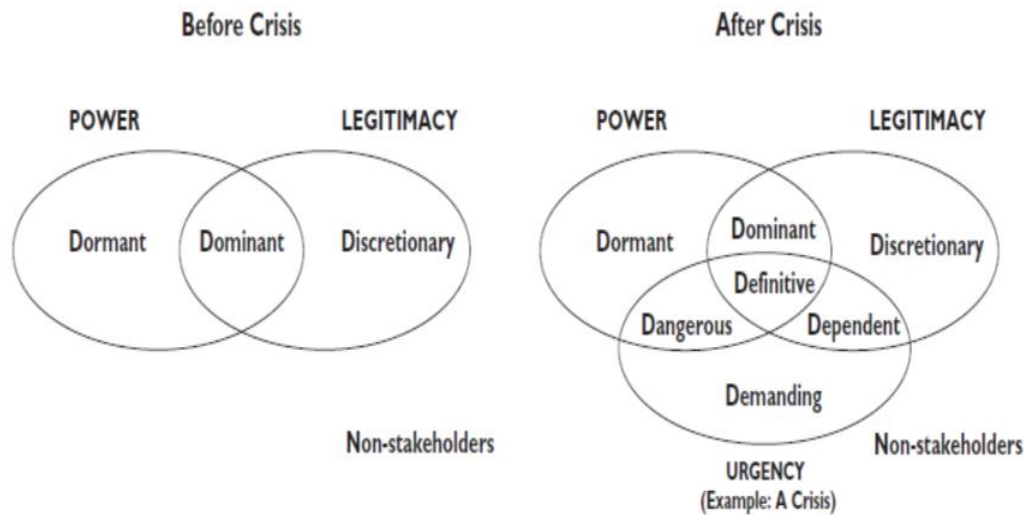 Before Crisis
POWER
LEGITIMACY
Dormant
Dominant
Discretionary
Non-stakeholders
After Crisis
POWER
LEGITIMACY
Dormant
Dominant
Discretionary
Definitive
Dangerous
Dependent
Demanding
Non-stakeholders
URGENCY
(Example: A Crisis)